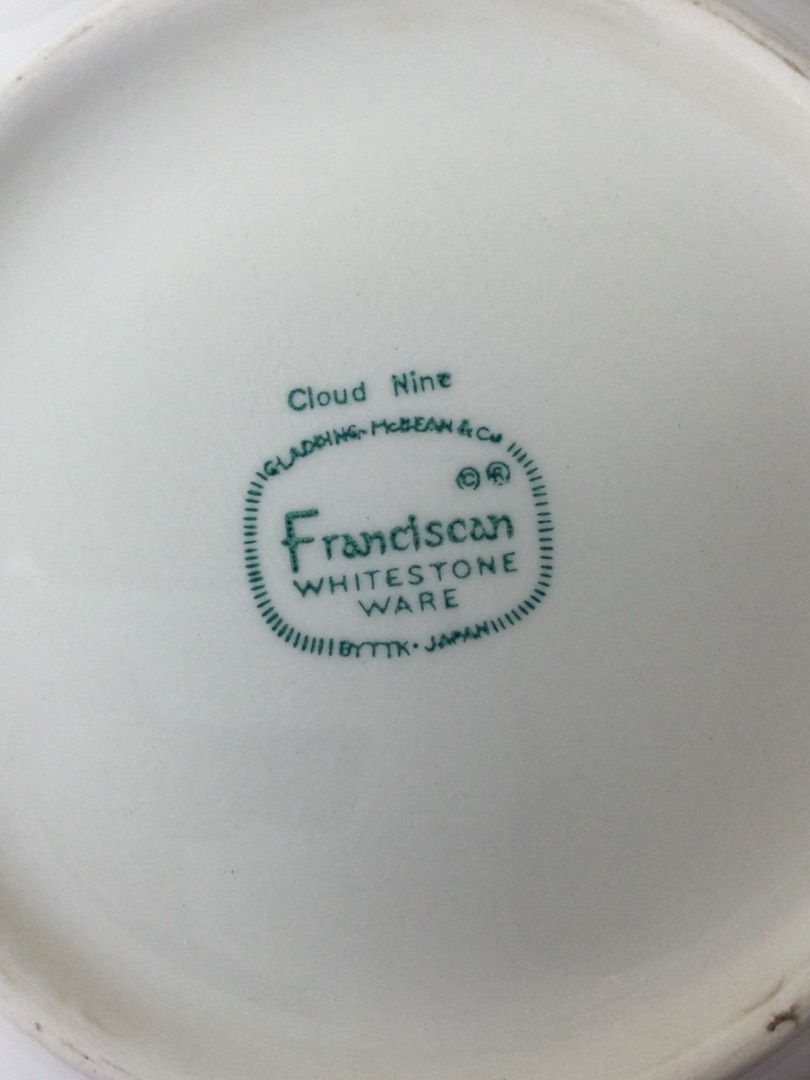 Cloud Nine
GLADDING-McBEAN & Co
©®
Franciscan
WHITESTONE
WARE
BY TTK · JAPAN